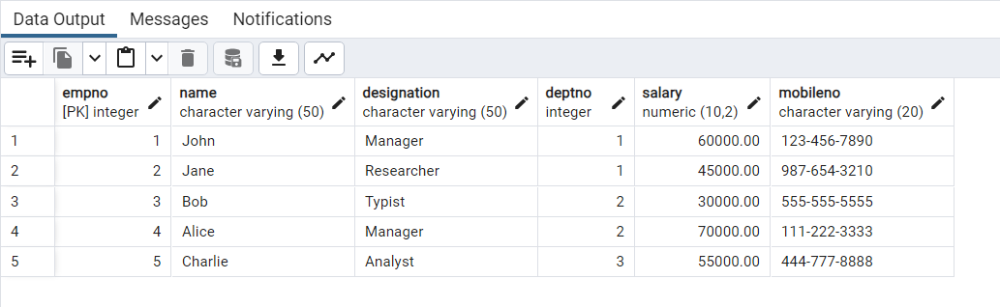 Data Output Messages Notifications
empno name designation deptno salary mobileno
[PK] integer character varying (50) character varying (50) integer numeric (10,2) character varying (20)
1 1 John Manager 1 60000.00 123-456-7890
2 2 Jane Researcher 1 45000.00 987-654-3210
3 3 Bob Typist 2 30000.00 555-555-5555
4 4 Alice Manager 2 70000.00 111-222-3333
5 5 Charlie Analyst 3 55000.00 444-777-8888